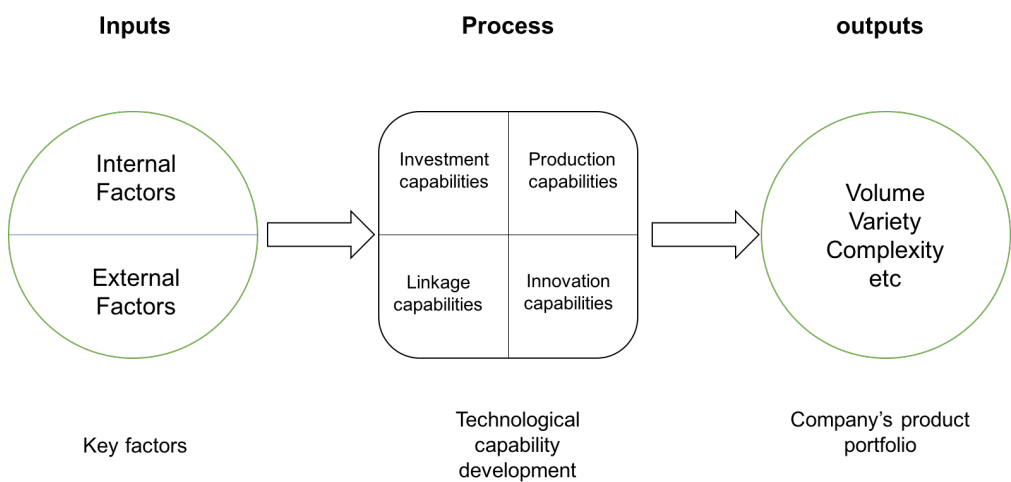 Inputs
Process
outputs
Internal
Factors
External
Factors
Investment
capabilities
Production
capabilities
Linkage
capabilities
Innovation
capabilities
Volume
Variety
Complexity
etc
Key factors
Technological
capability
development
Company’s product
portfolio